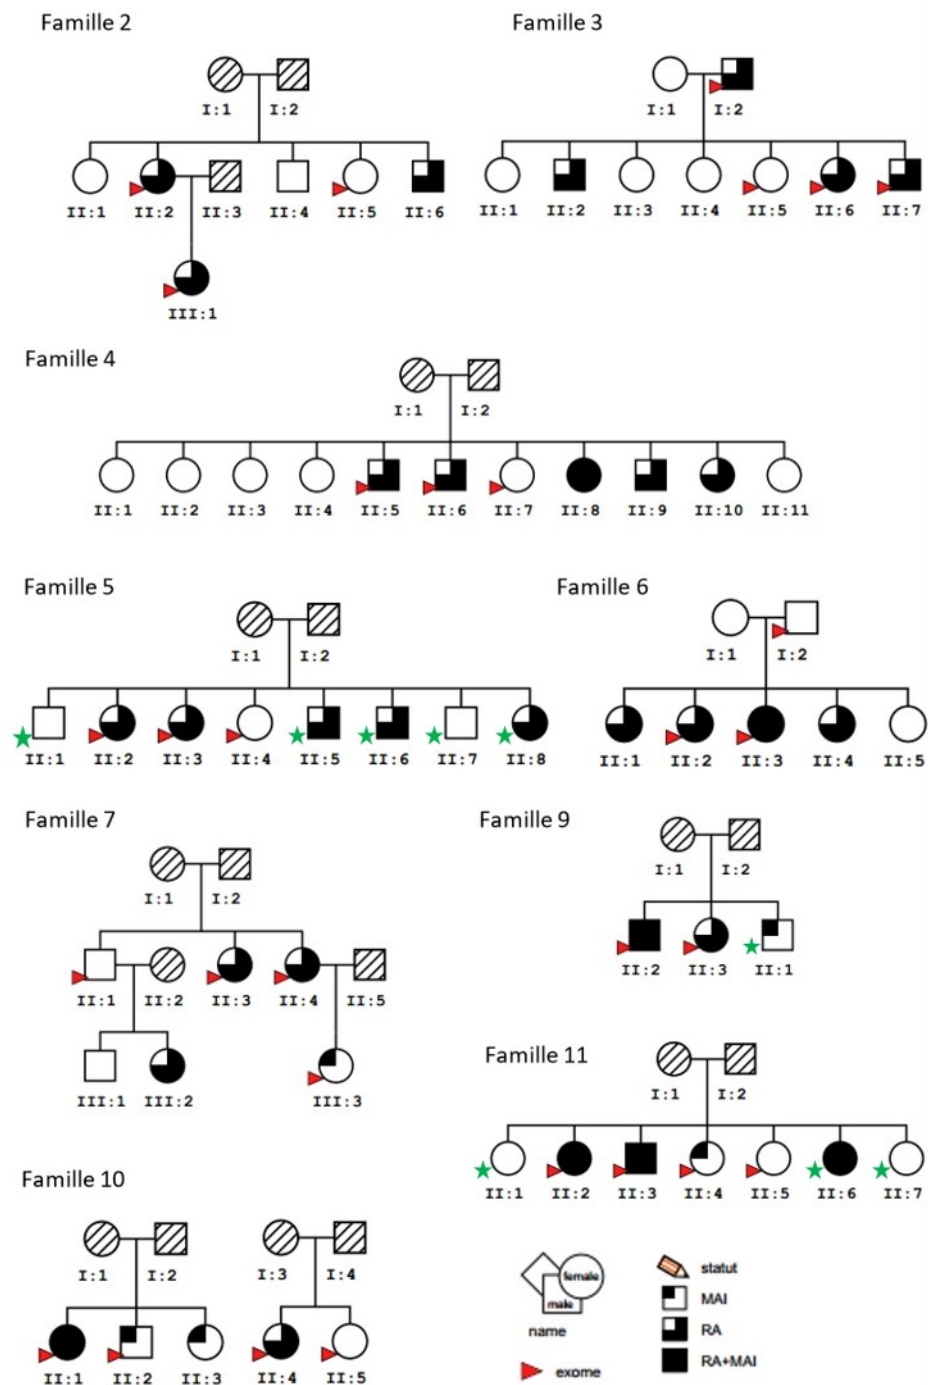 Famille 2
Famille 3
I:1 I:2
I:1 I:2
II:1 II:2 II:3 II:4 II:5 II:6
II:1 II:2 II:3 II:4 II:5 II:6 II:7
III:1
Famille 4
I:1 I:2
II:1 II:2 II:3 II:4 II:5 II:6 II:7 II:8 II:9 II:10 II:11
Famille 5
Famille 6
I:1 I:2
I:1 I:2
II:1 II:2 II:3 II:4 II:5 II:6 II:7 II:8
II:1 II:2 II:3 II:4 II:5
Famille 7
Famille 9
I:1 I:2
I:1 I:2
II:1 II:2 II:3 II:4 II:5
II:2 II:3 II:1
III:1 III:2 III:3
Famille 11
I:1 I:2
II:1 II:2 II:3 II:4 II:5 II:6 II:7
Famille 10
I:1 I:2 I:3 I:4
II:1 II:2 II:3 II:4 II:5
female
male
name
exome
statut
MAI
RA
RA+MAI